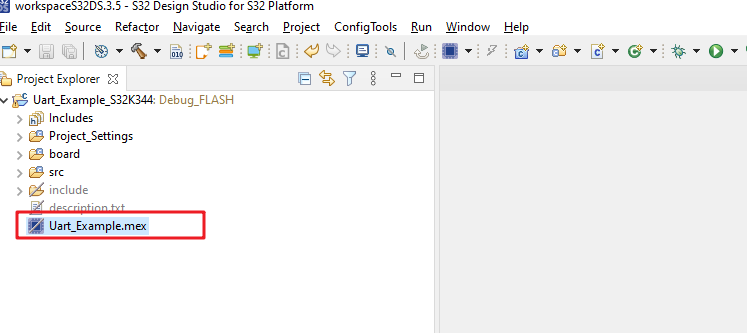 workspaceS32DS.3.5 - S32 Design Studio for S32 Platform
File Edit Source Refactor Navigate Search Project ConfigTools Run Window Help
010
Project Explorer
Uart_Example_S32K344: Debug_FLASH
Includes
Project_Settings
board
src
include
description.txt
Uart_Example.mex